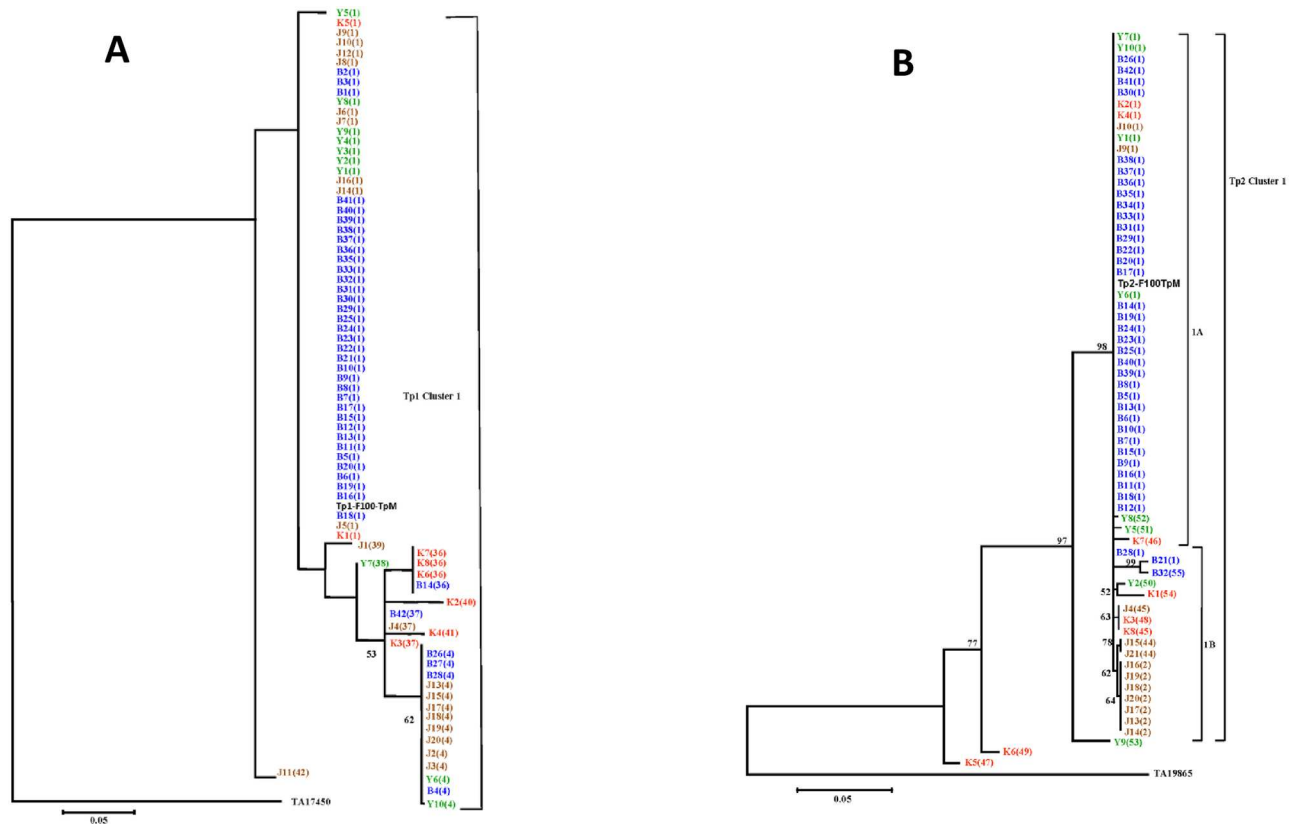 A
Y5(1)
K5(1)
J9(1)
J10(1)
J12(1)
J8(1)
B2(1)
B3(1)
B1(1)
Y8(1)
J6(1)
J7(1)
Y9(1)
Y4(1)
Y3(1)
Y2(1)
Y1(1)
J16(1)
J14(1)
B41(1)
B40(1)
B39(1)
B38(1)
B37(1)
B36(1)
B35(1)
B33(1)
B32(1)
B31(1)
B30(1)
B29(1)
B25(1)
B24(1)
B23(1)
B22(1)
B21(1)
B10(1)
B9(1)
B8(1)
B7(1)
B17(1)
B15(1)
B12(1)
B13(1)
B11(1)
B5(1)
B20(1)
B6(1)
B19(1)
B16(1)
Tp1-F100-TpM
B18(1)
J5(1)
K1(1)
J1(39)
Y7(38)
K7(36)
K8(36)
K6(36)
B14(36)
K2(40)
B42(37)
J4(37)
K4(41)
K3(37)
53
B26(4)
B27(4)
B28(4)
J13(4)
J15(4)
J17(4)
J18(4)
J19(4)
J20(4)
J2(4)
J3(4)
Y6(4)
B4(4)
Y10(4)
62
J11(42)
TA17450
0.05
Tp1 Cluster 1
B
Y7(1)
Y10(1)
B26(1)
B42(1)
B41(1)
B30(1)
K2(1)
K4(1)
J10(1)
Y1(1)
J9(1)
B38(1)
B37(1)
B36(1)
B35(1)
B34(1)
B33(1)
B31(1)
B29(1)
B22(1)
B20(1)
B17(1)
Tp2-F100TpM
Y6(1)
B14(1)
B19(1)
B24(1)
B23(1)
B25(1)
B40(1)
B39(1)
B8(1)
B5(1)
B13(1)
B6(1)
B10(1)
B7(1)
B15(1)
B9(1)
B16(1)
B11(1)
B18(1)
B12(1)
Y8(52)
Y5(51)
K7(46)
B28(1)
B21(1)
B32(55)
Y2(50)
K1(54)
J4(45)
K3(48)
K8(45)
J15(44)
J21(44)
J16(2)
J19(2)
J18(2)
J20(2)
J17(2)
J13(2)
J14(2)
Y9(53)
K6(49)
K5(47)
TA19865
98
97
99
52
63
78
62
64
77
0.05
1A
1B
Tp2 Cluster 1